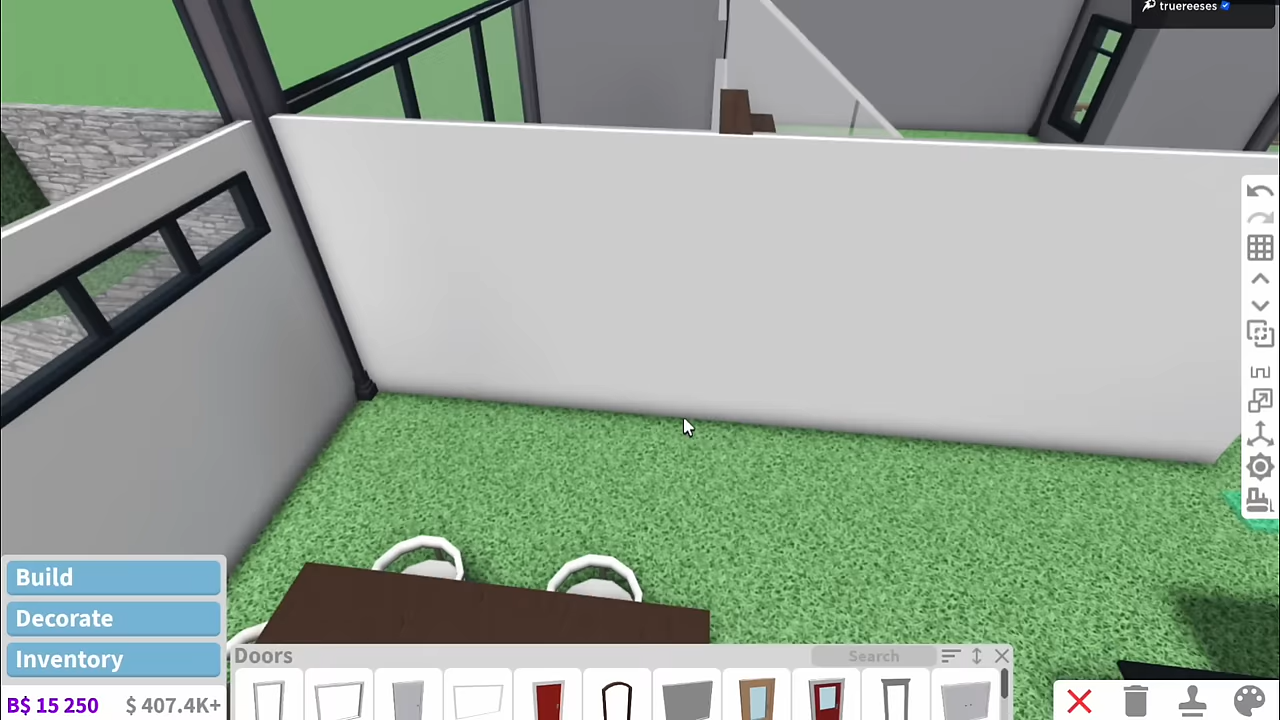 truereeses
Build
Decorate
Inventory
B$ 15 250 $ 407.4K+
Doors
Search